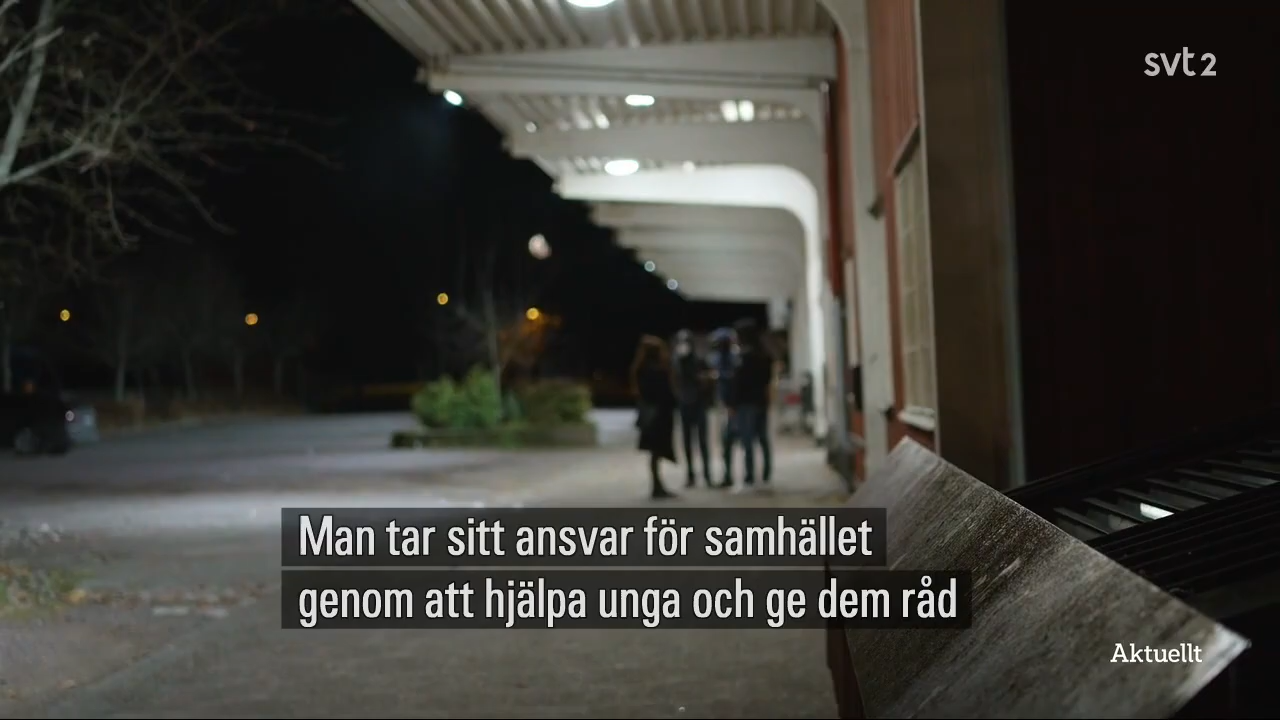 svt2
Man tar sitt ansvar för samhället
genom att hjälpa unga och ge dem råd
Aktuellt